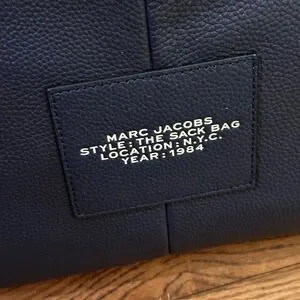 MARC JACOBS
STYLE: THE SACK BAG
LOCATION: N.Y.C.
YEAR: 1984